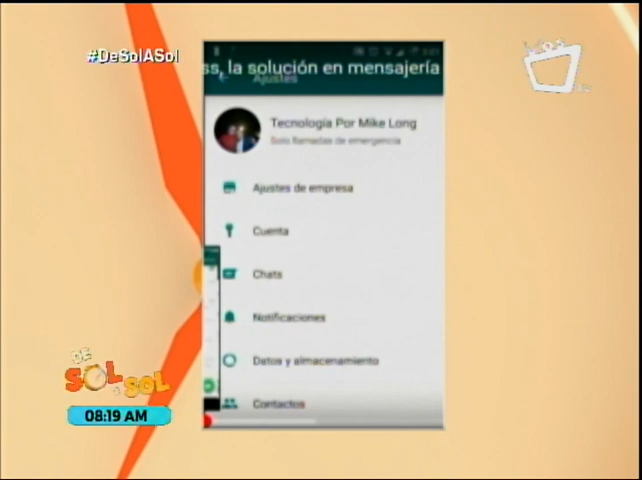 #DeSolASol
ss, la solución en mensajería
Ajustes
Tecnología Por Mike Long
Solo llamadas de emergencia
Ajustes de empresa
Cuenta
Chats
Notificaciones
Datos y almacenamiento
Contactos
DE
SOL
A SOL
08:19 AM